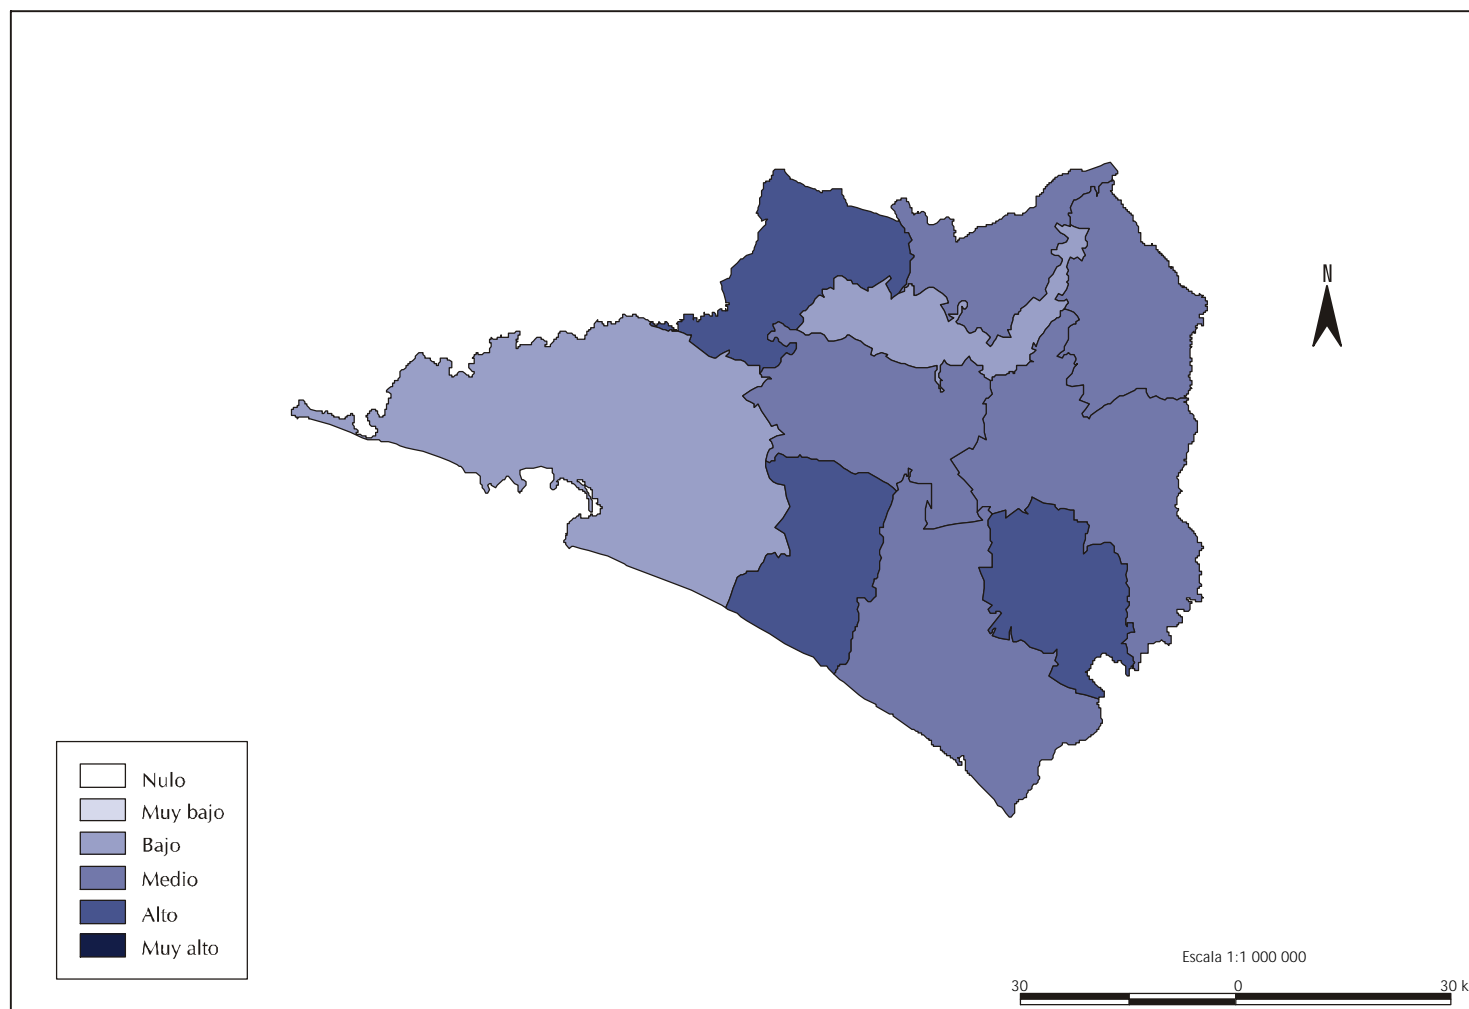 N
Nulo
Muy bajo
Bajo
Medio
Alto
Muy alto
Escala 1:1 000 000
30 0 30 k